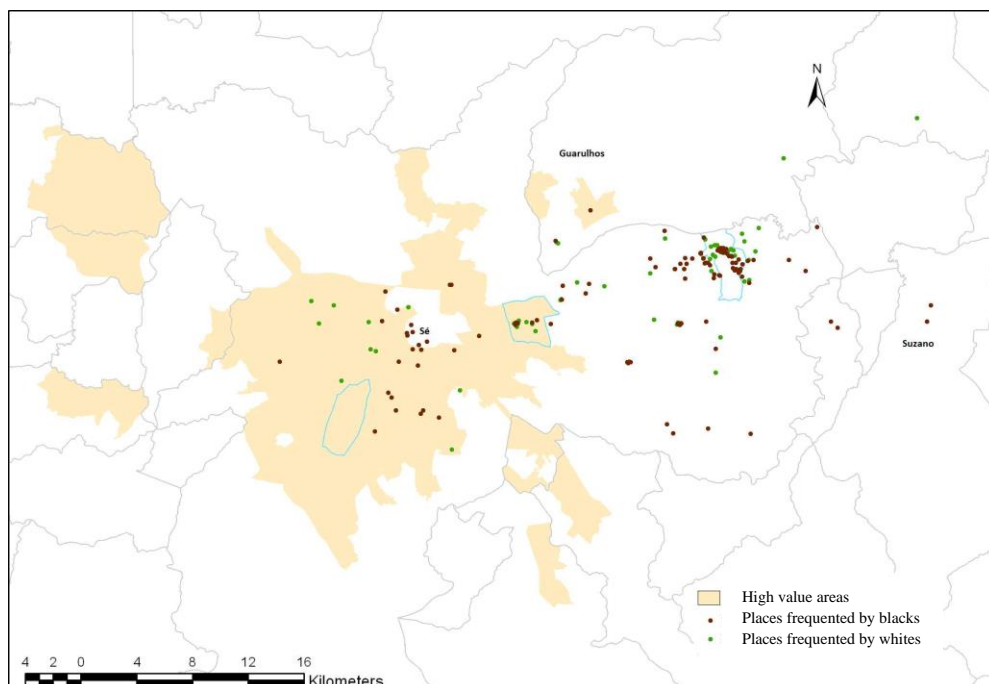 N
Guarulhos
Sé
Suzano
High value areas
Places frequented by blacks
Places frequented by whites
4 2 0 4 8 12 16
Kilometers